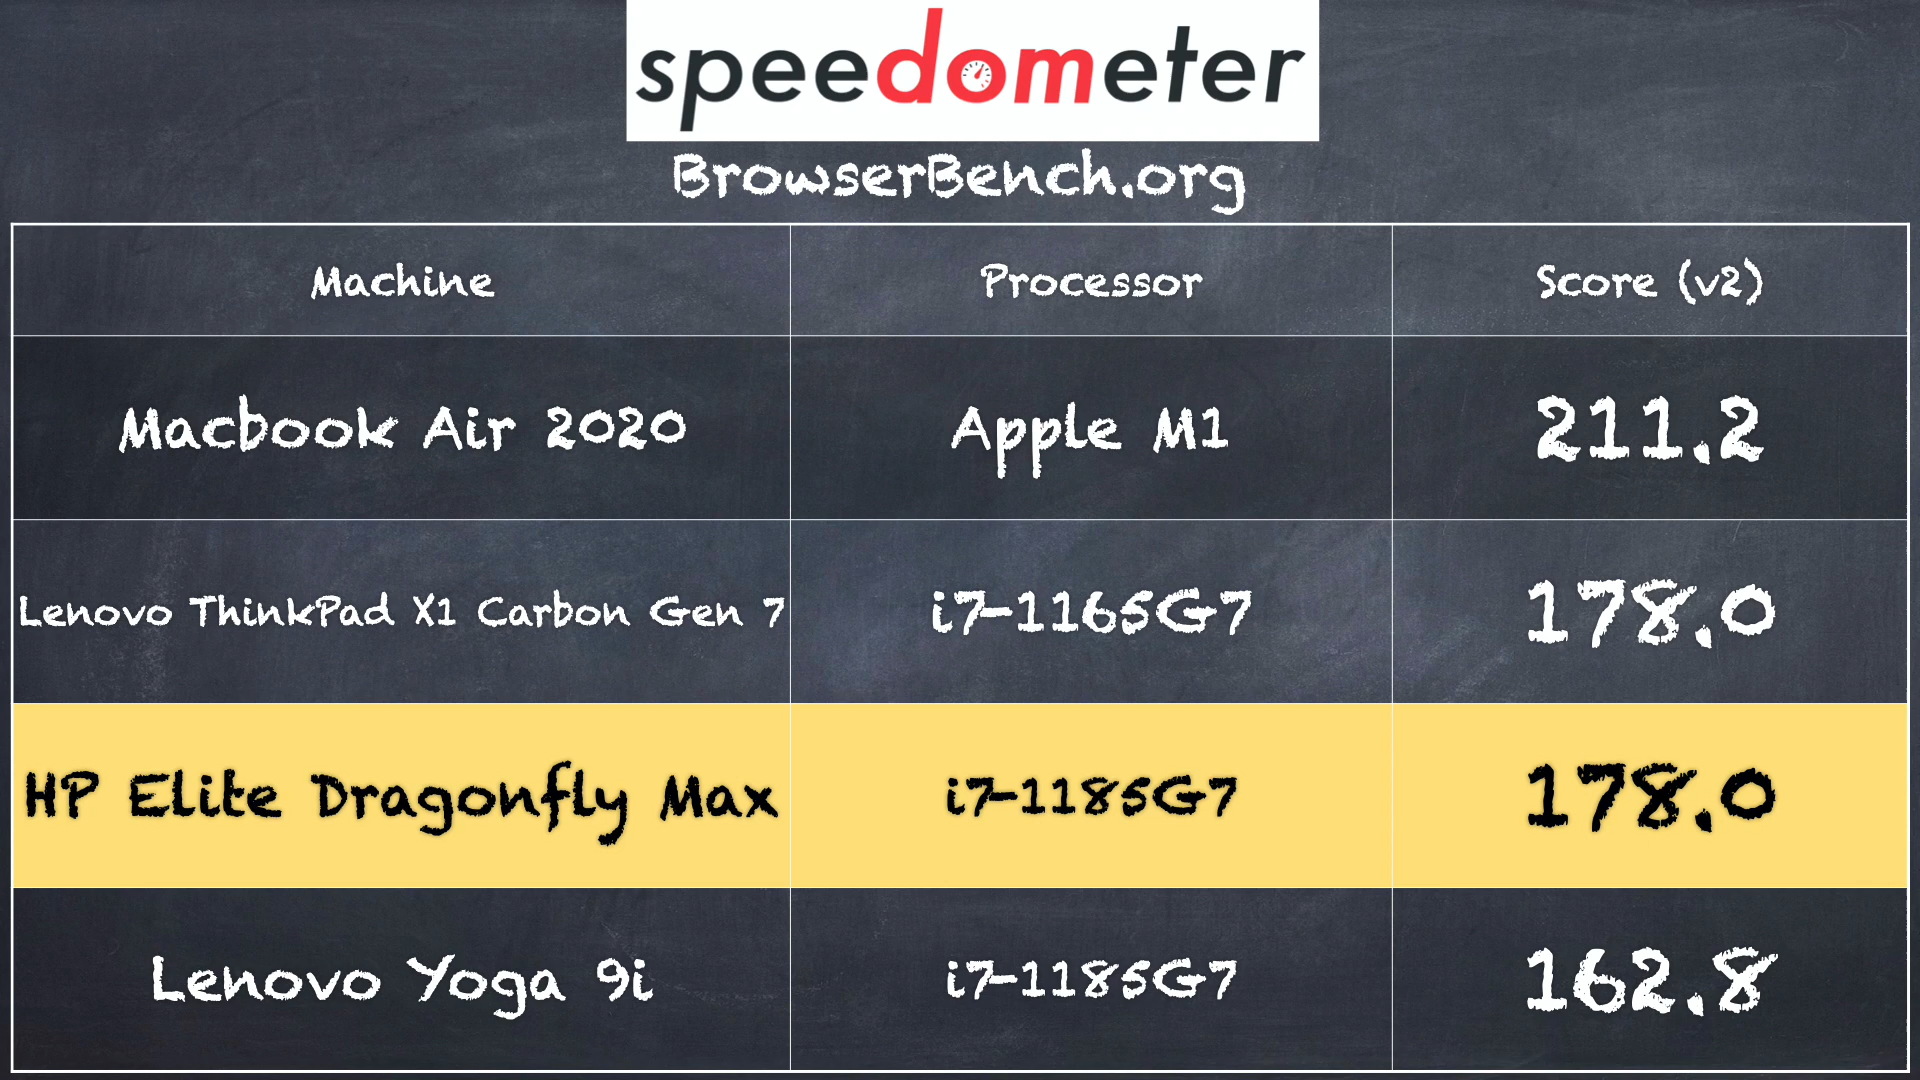 speedometer
BrowserBench.org
Machine Processor Score (v2)
Macbook Air 2020 Apple M1 211.2
Lenovo ThinkPad X1 Carbon Gen 7 i7-1165G7 178.0
HP Elite Dragonfly Max i7-1185G7 178.0
Lenovo Yoga 9i i7-1185G7 162.8